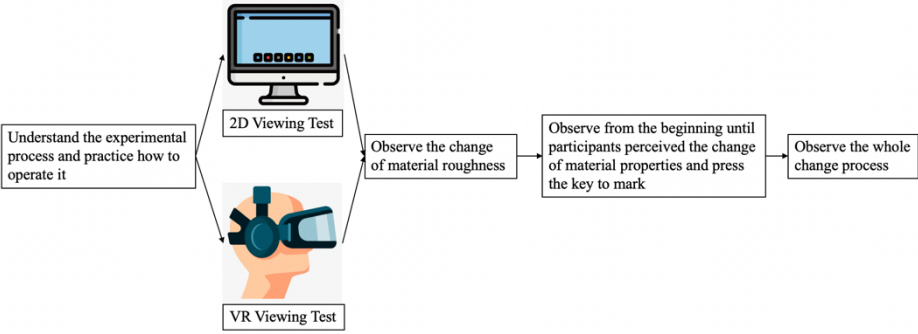 Understand the experimental
process and practice how to
operate it
2D Viewing Test
VR Viewing Test
Observe the change
of material roughness
Observe from the beginning until
participants perceived the change
of material properties and press
the key to mark
Observe the whole
change process